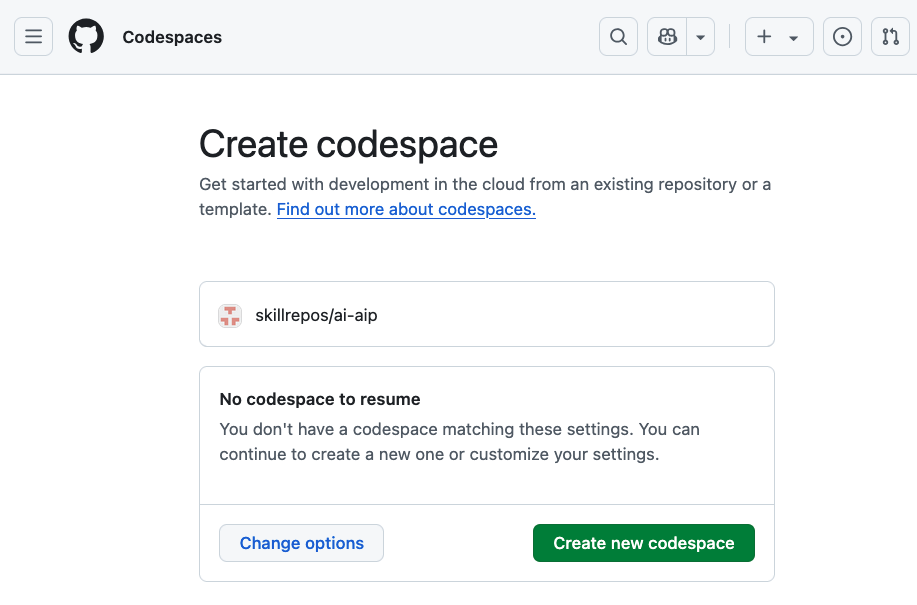 Codespaces
Create codespace
Get started with development in the cloud from an existing repository or a
template. Find out more about codespaces.
skillrepos/ai-aip
No codespace to resume
You don't have a codespace matching these settings. You can
continue to create a new one or customize your settings.
Change options
Create new codespace